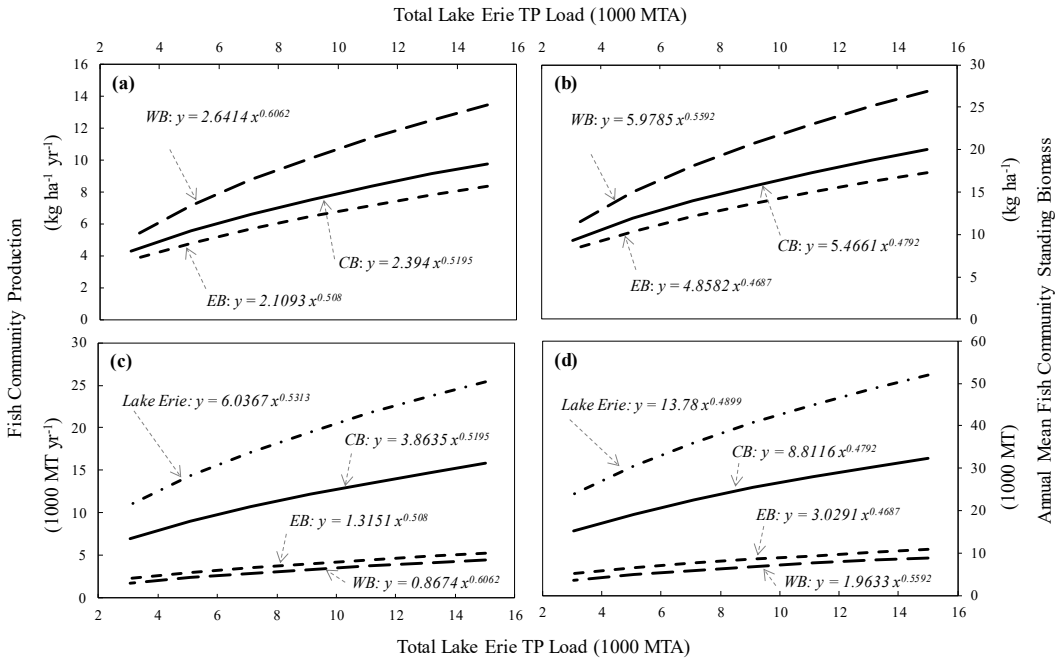 Total Lake Erie TP Load (1000 MTA)
2 4 6 8 10 12 14 16
2 4 6 8 10 12 14 16
Fish Community Production
(kg ha⁻¹ yr⁻¹)
16
14
12
10
8
6
4
2
0
(a)
WB: y = 2.6414 x^0.6062
CB: y = 2.394 x^0.5195
EB: y = 2.1093 x^0.508
(b)
WB: y = 5.9785 x^0.5592
CB: y = 5.4661 x^0.4792
EB: y = 4.8582 x^0.4687
30
25
20
15
10
5
0
(kg ha⁻¹)
Annual Mean Fish Community Standing Biomass
(1000 MT yr⁻¹)
30
25
20
15
10
5
0
(c)
Lake Erie: y = 6.0367 x^0.5313
CB: y = 3.8635 x^0.5195
EB: y = 1.3151 x^0.508
WB: y = 0.8674 x^0.6062
(d)
Lake Erie: y = 13.78 x^0.4899
CB: y = 8.8116 x^0.4792
EB: y = 3.0291 x^0.4687
WB: y = 1.9633 x^0.5592
60
50
40
30
20
10
0
(1000 MT)
2 4 6 8 10 12 14 16
2 4 6 8 10 12 14 16
Total Lake Erie TP Load (1000 MTA)